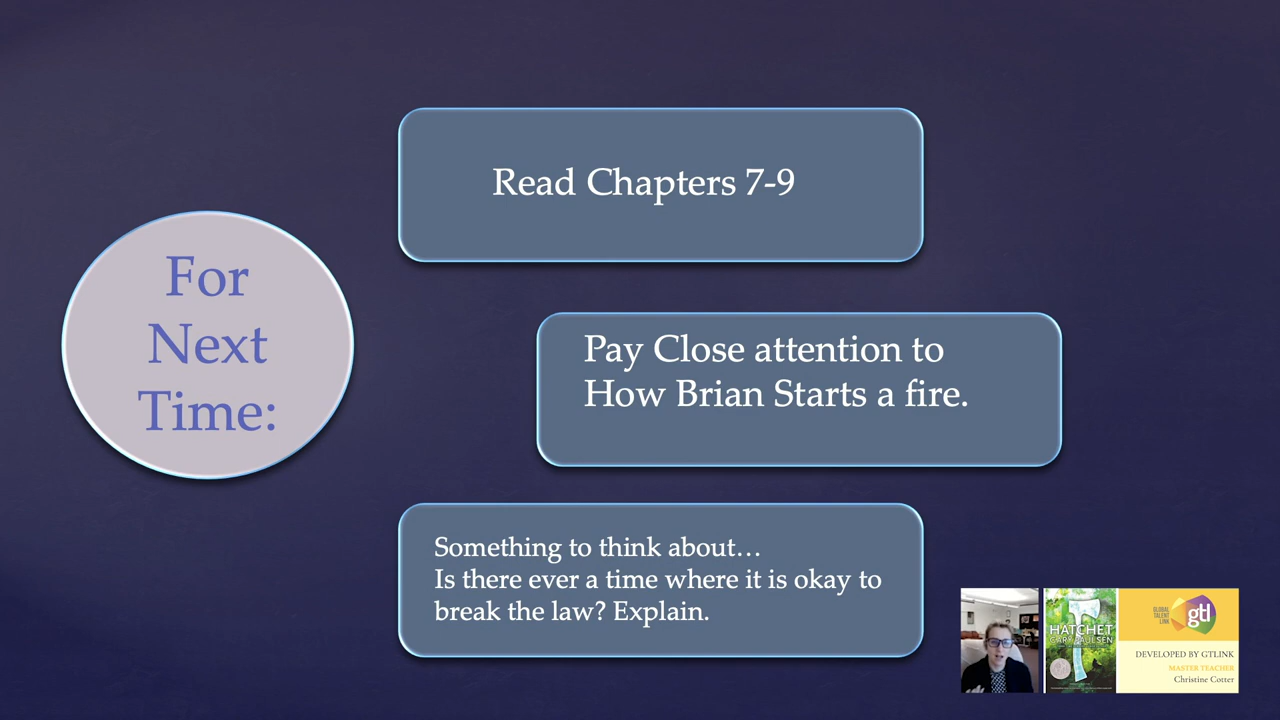 For
Next
Time:
Read Chapters 7-9
Pay Close attention to
How Brian Starts a fire.
Something to think about…
Is there ever a time where it is okay to
break the law? Explain.
HATCHET
GARY PAULSEN
GLOBAL
TALENT
LINK
gtl
DEVELOPED BY GTLINK
MASTER TEACHER
Christine Cotter